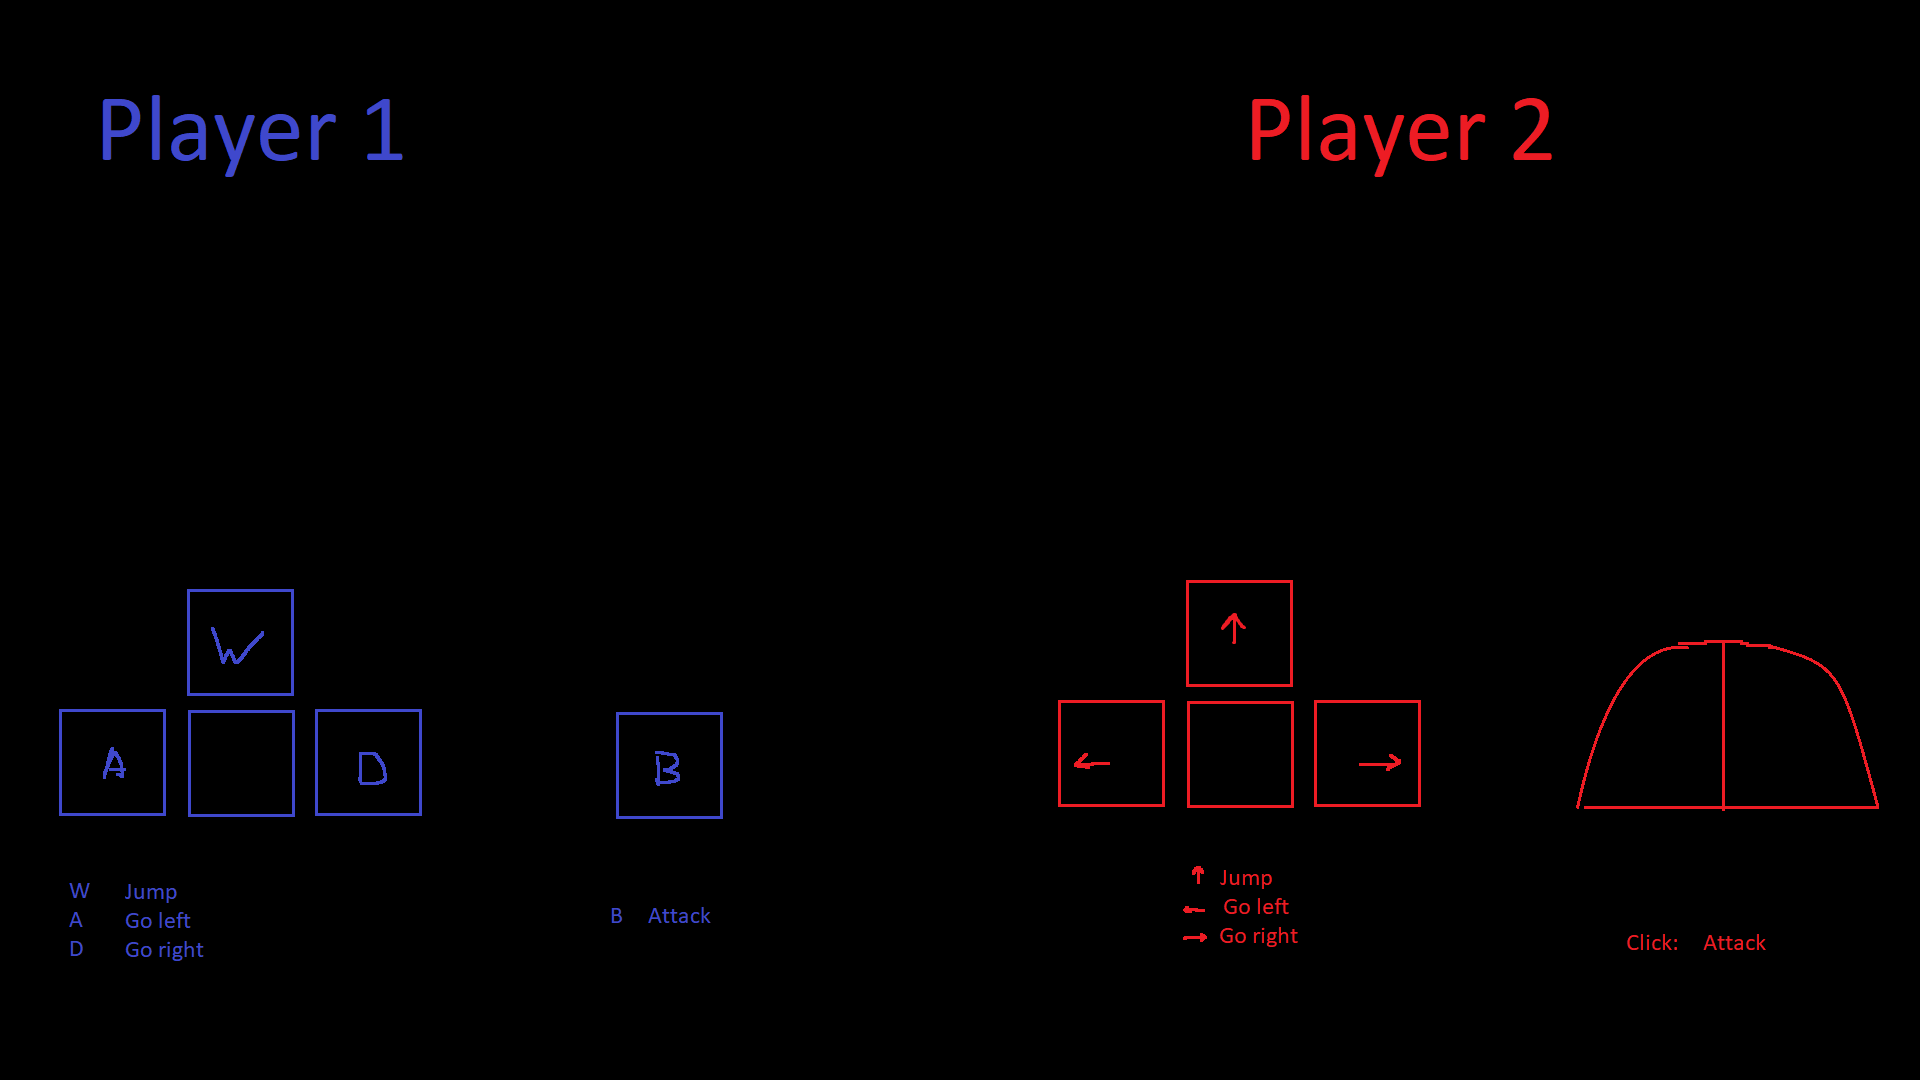 Player 1
W
A
D
B
W Jump
A Go left
D Go right
B Attack
Player 2
↑
←
→
↑ Jump
← Go left
→ Go right
Click: Attack